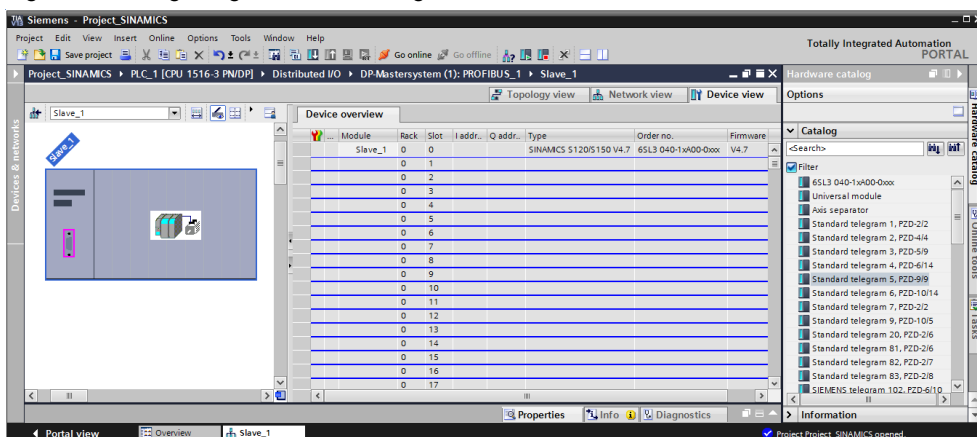 Siemens - Project_SINAMICS
Project Edit View Insert Online Options Tools Window Help
Save project Go online Go offline
Totally Integrated Automation
PORTAL
Project_SINAMICS PLC_1 [CPU 1516-3 PN/DP] Distributed I/O DP-Mastersystem (1): PROFIBUS_1 Slave_1
Hardware catalog
Topology view Network view Device view
Options
Slave_1
Device overview
... Module Rack Slot I addr.. Q addr.. Type Order no. Firmware
Slave_1 0 0 SINAMICS S120/S150 V4.7 6SL3 040-1xA00-0xxx V4.7
0 1
0 2
0 3
0 4
0 5
0 6
0 7
0 8
0 9
0 10
0 11
0 12
0 13
0 14
0 15
0 16
0 17
Slave_1
Devices & networks
Catalog
<Search>
Filter
6SL3 040-1xA00-0xxx
Universal module
Axis separator
Standard telegram 1, PZD-2/2
Standard telegram 2, PZD-4/4
Standard telegram 3, PZD-5/9
Standard telegram 4, PZD-6/14
Standard telegram 5, PZD-9/9
Standard telegram 6, PZD-10/14
Standard telegram 7, PZD-2/2
Standard telegram 9, PZD-10/5
Standard telegram 20, PZD-2/6
Standard telegram 81, PZD-2/6
Standard telegram 82, PZD-2/7
Standard telegram 83, PZD-2/8
SIEMENS telegram 102, PZD-6/10
Hardware catalog
Online tools
Tasks
Properties Info Diagnostics
Information
Portal view Overview Slave_1
Project Project_SINAMICS opened.